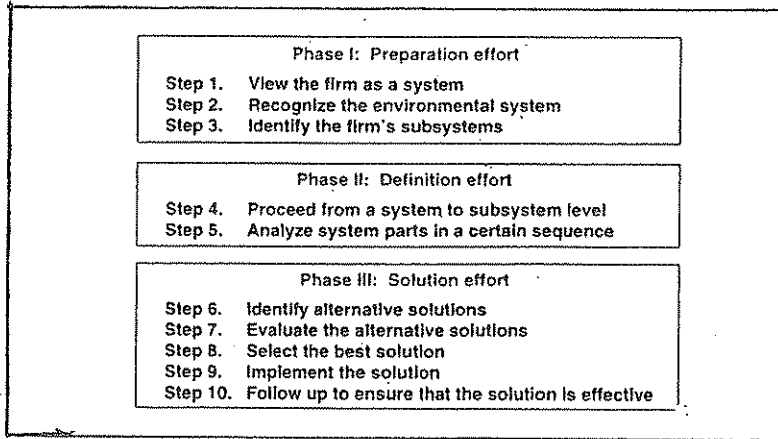 Phase I: Preparation effort
Step 1. View the firm as a system
Step 2. Recognize the environmental system
Step 3. Identify the firm's subsystems
Phase II: Definition effort
Step 4. Proceed from a system to subsystem level
Step 5. Analyze system parts in a certain sequence
Phase III: Solution effort
Step 6. Identify alternative solutions
Step 7. Evaluate the alternative solutions
Step 8. Select the best solution
Step 9. Implement the solution
Step 10. Follow up to ensure that the solution is effective